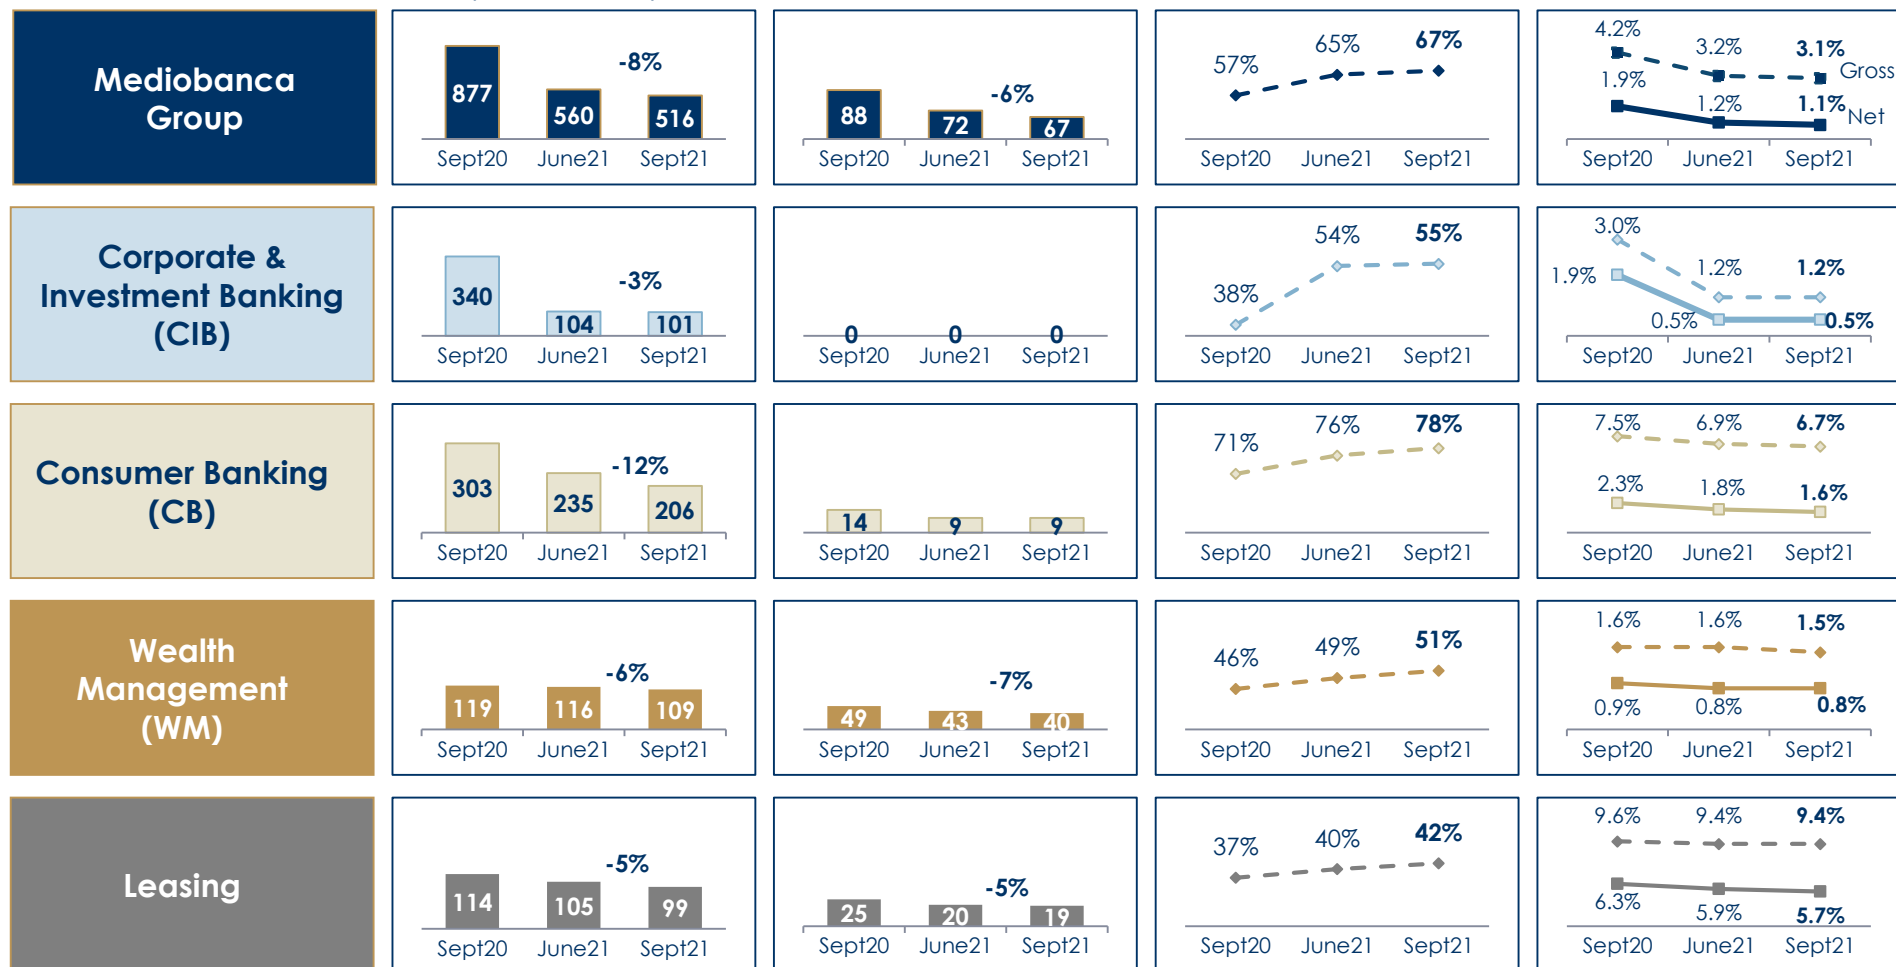 Mediobanca
Group
-8%
877
560
516
Sept20 June21 Sept21
-6%
88
72
67
Sept20 June21 Sept21
57%
65%
67%
Sept20 June21 Sept21
4.2%
3.2%
3.1%
Gross
1.9%
1.2%
1.1%
Net
Sept20 June21 Sept21
Corporate &
Investment Banking
(CIB)
-3%
340
104
101
Sept20 June21 Sept21
0 0 0
Sept20 June21 Sept21
38%
54%
55%
Sept20 June21 Sept21
3.0%
1.2%
1.2%
1.9%
0.5%
0.5%
Sept20 June21 Sept21
Consumer Banking
(CB)
-12%
303
235
206
Sept20 June21 Sept21
14 9 9
Sept20 June21 Sept21
71%
76%
78%
Sept20 June21 Sept21
7.5% 6.9% 6.7%
2.3% 1.8% 1.6%
Sept20 June21 Sept21
Wealth
Management
(WM)
-6%
119 116 109
Sept20 June21 Sept21
-7%
49 43 40
Sept20 June21 Sept21
46%
49%
51%
Sept20 June21 Sept21
1.6% 1.6% 1.5%
0.9% 0.8% 0.8%
Sept20 June21 Sept21
Leasing
-5%
114 105 99
Sept20 June21 Sept21
-5%
25 20 19
Sept20 June21 Sept21
37%
40%
42%
Sept20 June21 Sept21
9.6% 9.4% 9.4%
6.3% 5.9% 5.7%
Sept20 June21 Sept21